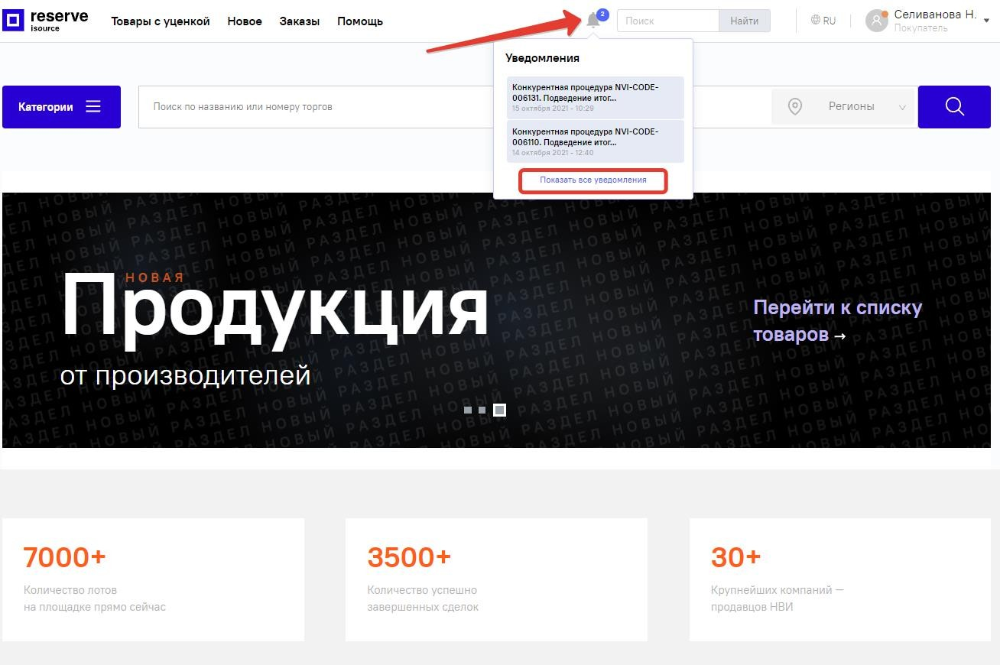 reserve
isource
Товары с уценкой
Новое
Заказы
Помощь
2
Поиск
Найти
RU
Селиванова Н.
Покупатель
Уведомления
Конкурентная процедура NVI-CODE-
006131. Подведение итог...
15 октября 2021 - 10:29
Конкурентная процедура NVI-CODE-
006110. Подведение итог...
14 октября 2021 - 12:40
Показать все уведомления
Категории
Поиск по названию или номеру торгов
Регионы
НОВАЯ
Продукция
от производителей
Перейти к списку
товаров →
7000+
Количество лотов
на площадке прямо сейчас
3500+
Количество успешно
завершенных сделок
30+
Крупнейших компаний —
продавцов НВИ